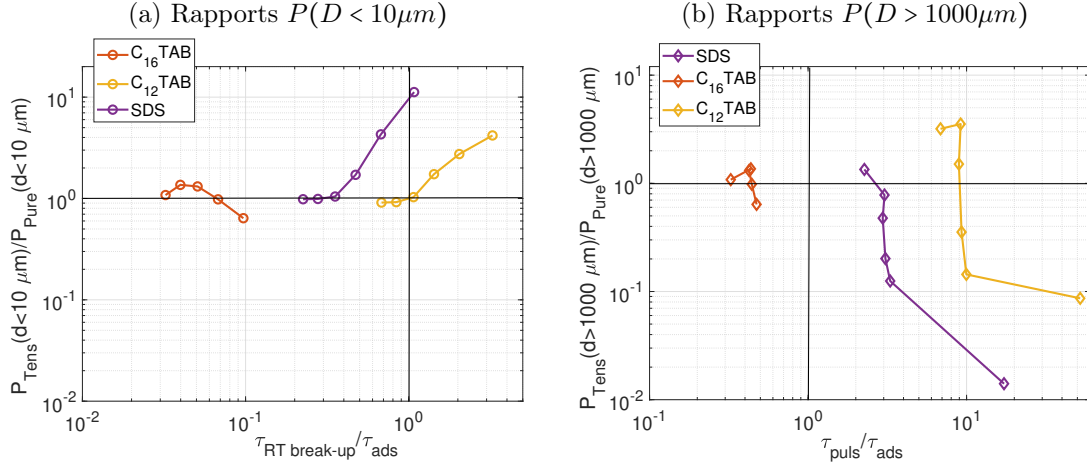 (a) Rapports P(D < 10μm)
C16TAB
C12TAB
SDS
10^1
10^0
10^-1
10^-2
P_Tens(d<10 μm)/P_Pure(d<10 μm)
10^-2
10^-1
10^0
τ_RT break-up/τ_ads
(b) Rapports P(D > 1000μm)
SDS
C16TAB
C12TAB
10^1
10^0
10^-1
10^-2
P_Tens(d>1000 μm)/P_Pure(d>1000 μm)
10^-1
10^0
10^1
τ_puls/τ_ads